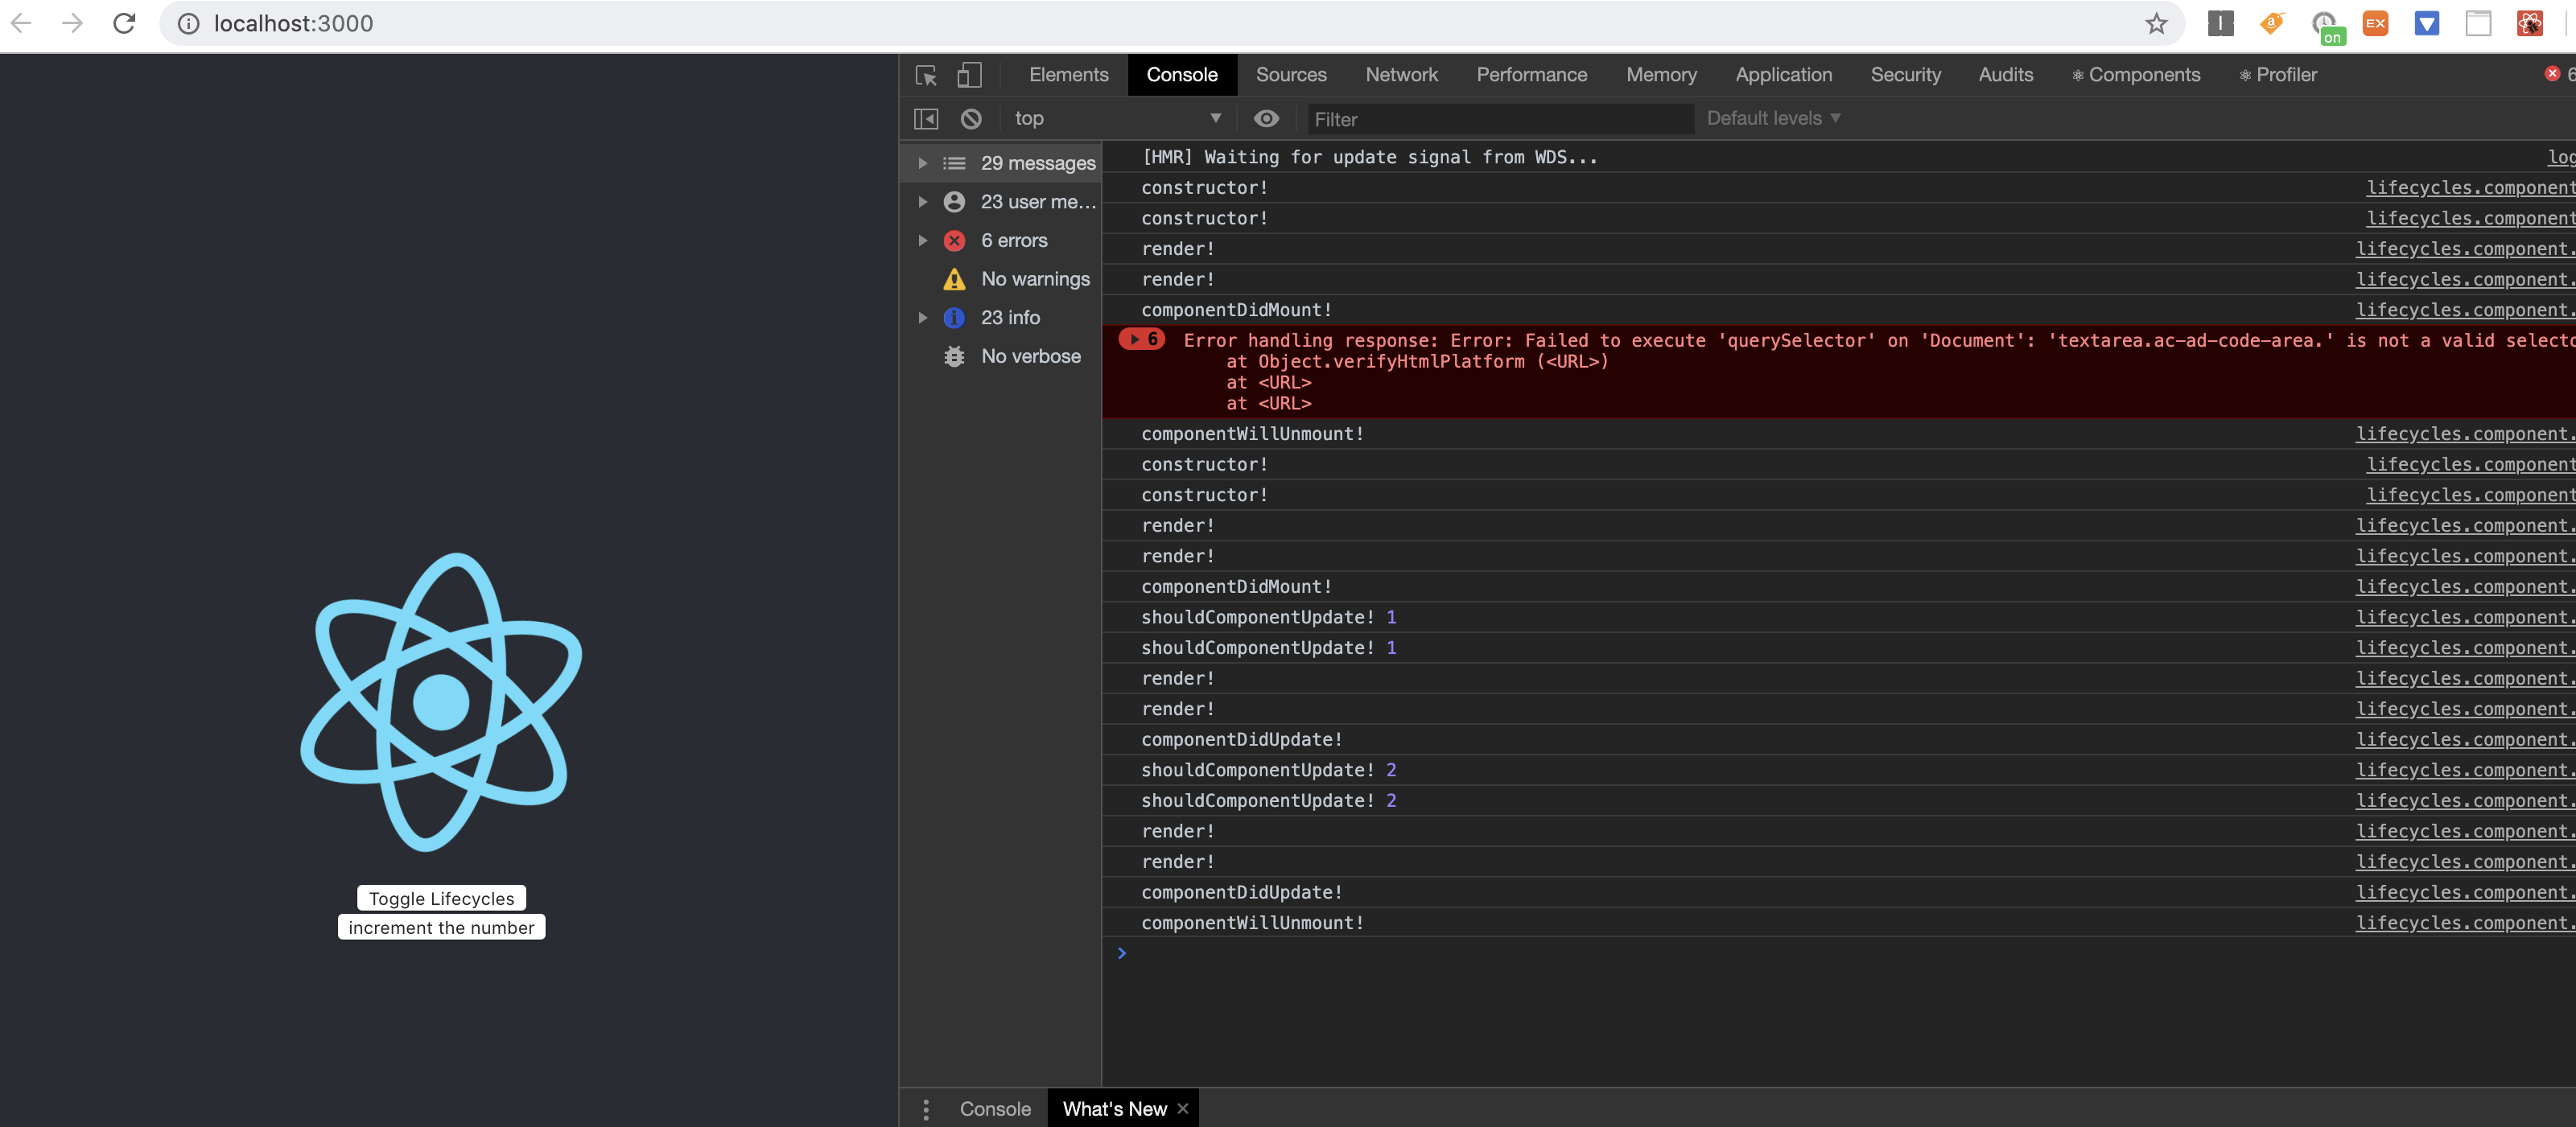 localhost:3000
on
EX
Elements Console Sources Network Performance Memory Application Security Audits Components Profiler 6
top Filter Default levels
29 messages
23 user me…
6 errors
No warnings
23 info
No verbose
[HMR] Waiting for update signal from WDS... log
constructor! lifecycles.component
constructor! lifecycles.component
render! lifecycles.component.
render! lifecycles.component.
componentDidMount! lifecycles.component.
6 Error handling response: Error: Failed to execute 'querySelector' on 'Document': 'textarea.ac-ad-code-area.' is not a valid selecto
at Object.verifyHtmlPlatform (<URL>)
at <URL>
at <URL>
componentWillUnmount! lifecycles.component.
constructor! lifecycles.component
constructor! lifecycles.component
render! lifecycles.component.
render! lifecycles.component.
componentDidMount! lifecycles.component.
shouldComponentUpdate! 1 lifecycles.component.
shouldComponentUpdate! 1 lifecycles.component.
render! lifecycles.component.
render! lifecycles.component.
componentDidUpdate! lifecycles.component.
shouldComponentUpdate! 2 lifecycles.component.
shouldComponentUpdate! 2 lifecycles.component.
render! lifecycles.component.
render! lifecycles.component.
componentDidUpdate! lifecycles.component.
componentWillUnmount! lifecycles.component.
Toggle Lifecycles
increment the number
Console What's New